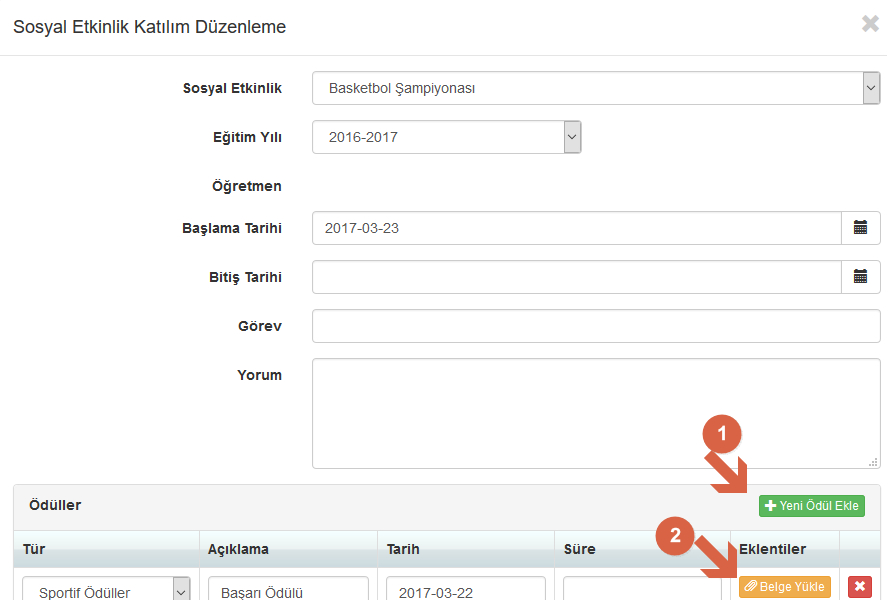 Sosyal Etkinlik Katılım Düzenleme
Sosyal Etkinlik Basketbol Şampiyonası
Eğitim Yılı 2016-2017
Öğretmen
Başlama Tarihi 2017-03-23
Bitiş Tarihi
Görev
Yorum
1
Ödüller Yeni Ödül Ekle
2
Tür Açıklama Tarih Süre Eklentiler
Sportif Ödüller Başarı Ödülü 2017-03-22 Belge Yükle